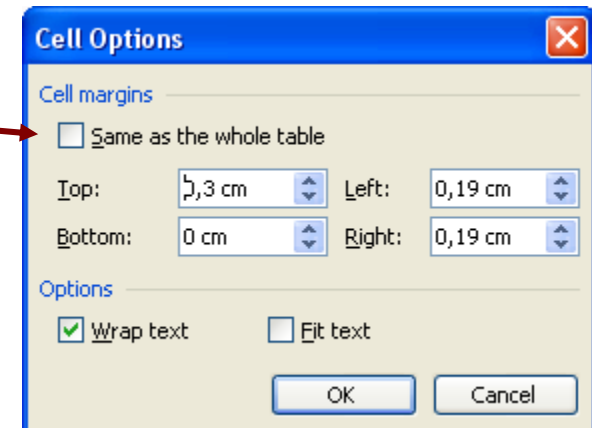 Cell Options
Cell margins
Same as the whole table
Top: 0,3 cm Left: 0,19 cm
Bottom: 0 cm Right: 0,19 cm
Options
Wrap text Fit text
OK Cancel